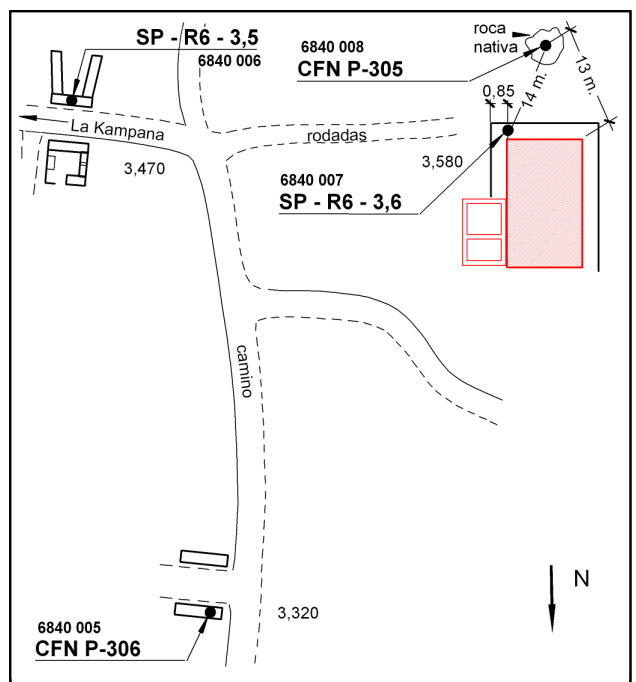 SP - R6 - 3,5
6840 006
6840 008
CFN P-305
roca
nativa
13 m.
14 m.
0,85
La Kampana
rodadas
3,470
3,580
6840 007
SP - R6 - 3,6
camino
N
3,320
6840 005
CFN P-306